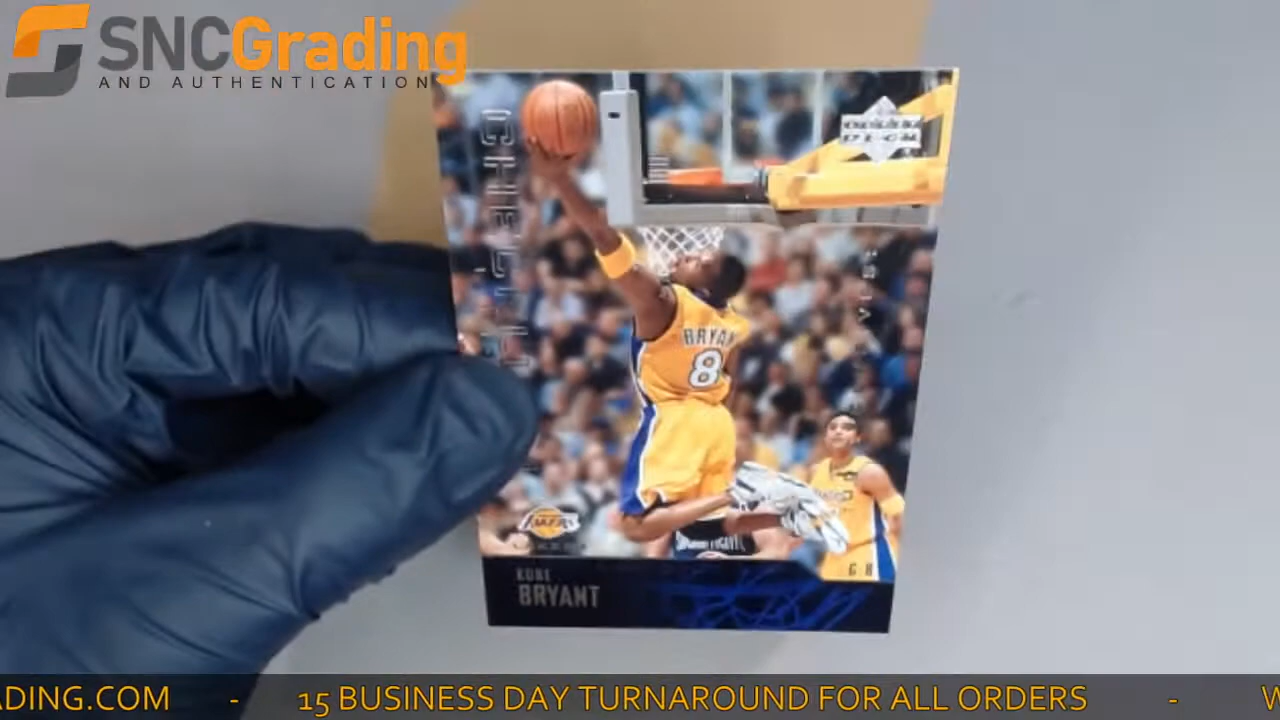 SNCGrading
AND AUTHENTICATION
UPPER DECK
BRYANT
8
LAKERS
G 8
KOBE
BRYANT
ADING.COM - 15 BUSINESS DAY TURNAROUND FOR ALL ORDERS - W